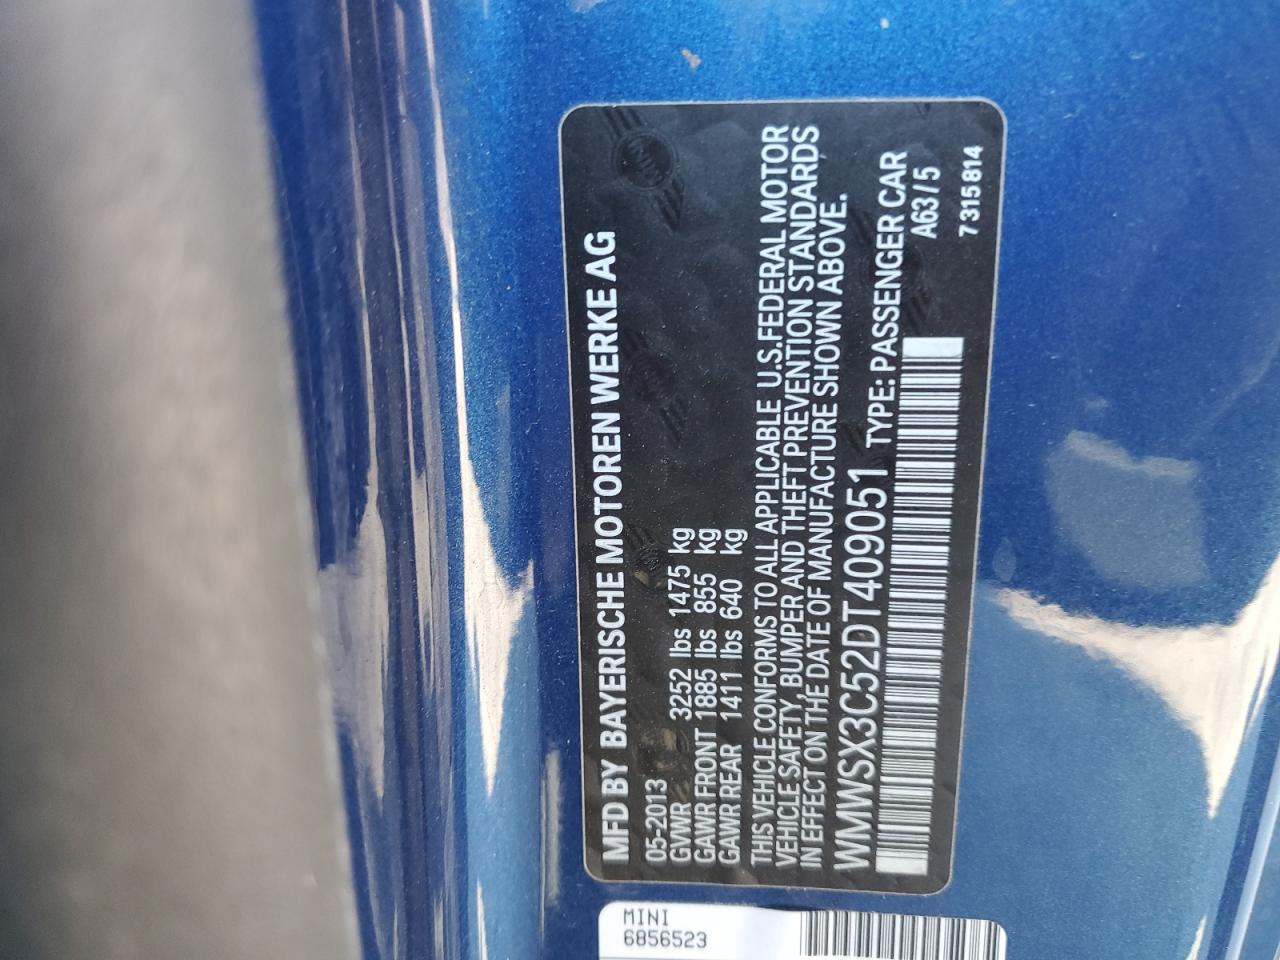 MFD BY BAYERISCHE MOTOREN WERKE AG
05-2013
GVWR 3252 lbs 1475 kg
GAWR FRONT 1885 lbs 855 kg
GAWR REAR 1411 lbs 640 kg
THIS VEHICLE CONFORMS TO ALL APPLICABLE U.S.FEDERAL MOTOR
VEHICLE SAFETY, BUMPER AND THEFT PREVENTION STANDARDS
IN EFFECT ON THE DATE OF MANUFACTURE SHOWN ABOVE.
WMWSX3C52DT409051 TYPE: PASSENGER CAR
A63/5
7315814
MINI
6856523